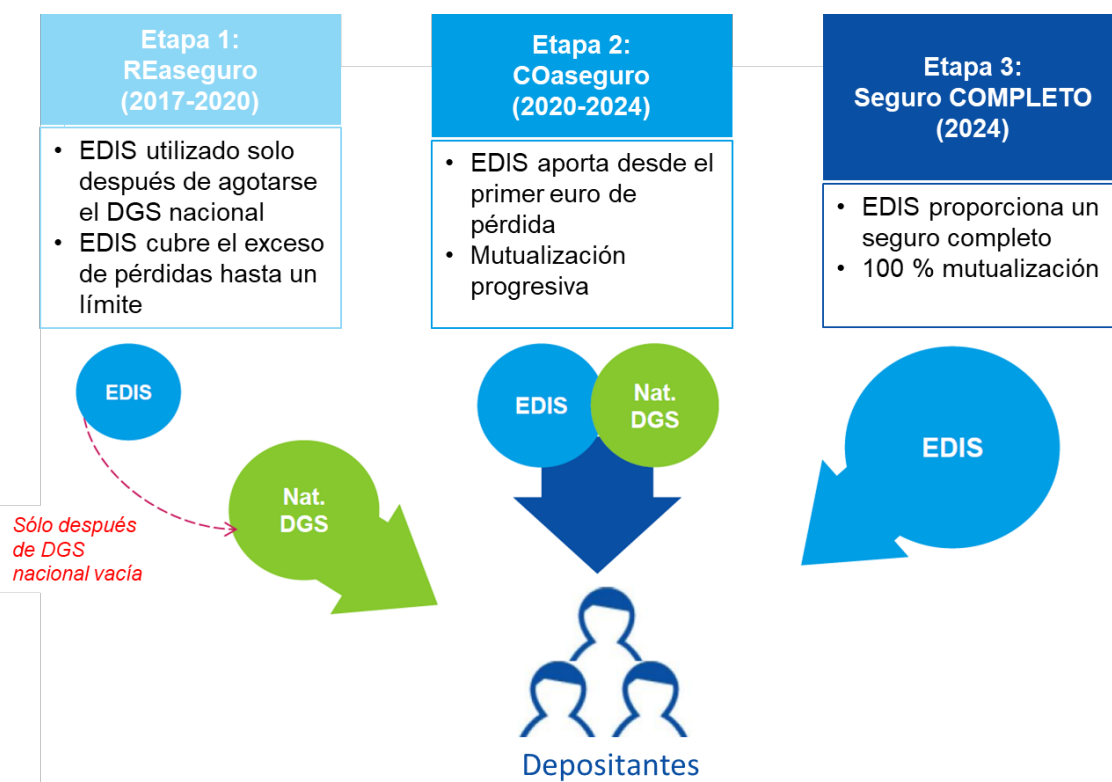 Etapa 1:
REaseguro
(2017-2020)
• EDIS utilizado solo
después de agotarse
el DGS nacional
• EDIS cubre el exceso
de pérdidas hasta un
límite
Etapa 2:
COaseguro
(2020-2024)
• EDIS aporta desde el
primer euro de
pérdida
• Mutualización
progresiva
Etapa 3:
Seguro COMPLETO
(2024)
• EDIS proporciona un
seguro completo
• 100 % mutualización
EDIS
Nat.
DGS
Sólo después
de DGS
nacional vacía
EDIS
Nat.
DGS
EDIS
Depositantes